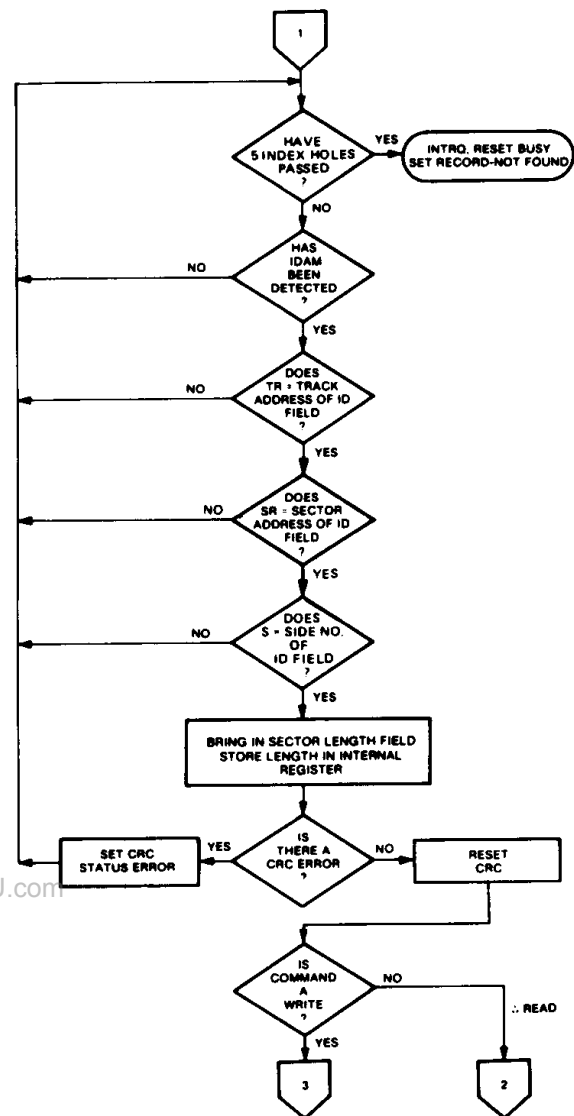 1
HAVE
5 INDEX HOLES
PASSED
?
YES
INTRQ, RESET BUSY
SET RECORD-NOT FOUND
NO
HAS
IDAM
BEEN
DETECTED
?
NO
YES
DOES
TR = TRACK
ADDRESS OF ID
FIELD
?
NO
YES
DOES
SR = SECTOR
ADDRESS OF ID
FIELD
?
NO
YES
DOES
S = SIDE NO.
OF
ID FIELD
?
NO
YES
BRING IN SECTOR LENGTH FIELD
STORE LENGTH IN INTERNAL
REGISTER
IS
THERE A
CRC ERROR
?
YES
SET CRC
STATUS ERROR
NO
RESET
CRC
U.com
IS
COMMAND
A
WRITE
?
NO
∴ READ
YES
3
2